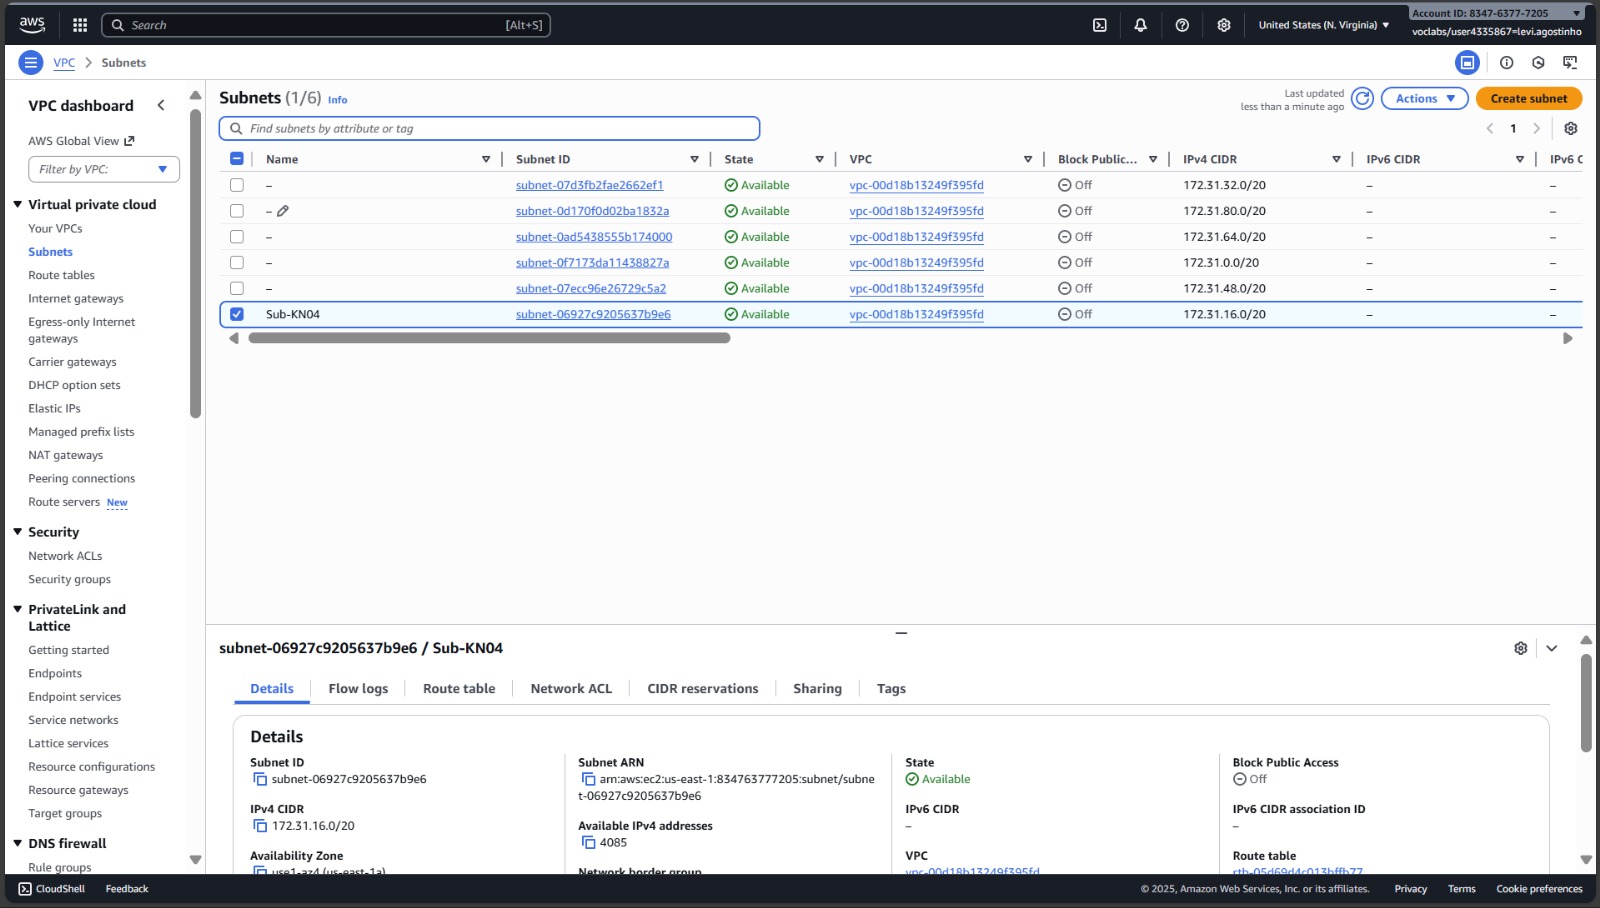 aws
Search [Alt+S]
United States (N. Virginia)
Account ID: 8347-6377-7205
voclabs/user4335867=levi.agostinho
VPC
Subnets
VPC dashboard
AWS Global View
Filter by VPC:
Virtual private cloud
Your VPCs
Subnets
Route tables
Internet gateways
Egress-only Internet
gateways
Carrier gateways
DHCP option sets
Elastic IPs
Managed prefix lists
NAT gateways
Peering connections
Route servers New
Security
Network ACLs
Security groups
PrivateLink and
Lattice
Getting started
Endpoints
Endpoint services
Service networks
Lattice services
Resource configurations
Resource gateways
Target groups
DNS firewall
Rule groups
Subnets (1/6) Info
Last updated
less than a minute ago
Actions
Create subnet
Find subnets by attribute or tag
1
Name Subnet ID State VPC Block Public... IPv4 CIDR IPv6 CIDR IPv6 C
– subnet-07d3fb2fae2662ef1 Available vpc-00d18b13249f395fd Off 172.31.32.0/20 – –
– subnet-0d170f0d02ba1832a Available vpc-00d18b13249f395fd Off 172.31.80.0/20 – –
– subnet-0ad5438555b174000 Available vpc-00d18b13249f395fd Off 172.31.64.0/20 – –
– subnet-0f7173da11438827a Available vpc-00d18b13249f395fd Off 172.31.0.0/20 – –
– subnet-07ecc96e26729c5a2 Available vpc-00d18b13249f395fd Off 172.31.48.0/20 – –
Sub-KN04 subnet-06927c9205637b9e6 Available vpc-00d18b13249f395fd Off 172.31.16.0/20 – –
subnet-06927c9205637b9e6 / Sub-KN04
Details Flow logs Route table Network ACL CIDR reservations Sharing Tags
Details
Subnet ID
subnet-06927c9205637b9e6
IPv4 CIDR
172.31.16.0/20
Availability Zone
use1-az4 (us-east-1a)
Subnet ARN
arn:aws:ec2:us-east-1:834763777205:subnet/subne
t-06927c9205637b9e6
Available IPv4 addresses
4085
Network border group
State
Available
IPv6 CIDR
–
VPC
vpc-00d18b13249f395fd
Block Public Access
Off
IPv6 CIDR association ID
–
Route table
rtb-05d69d4c013bffb77
CloudShell Feedback
© 2025, Amazon Web Services, Inc. or its affiliates. Privacy Terms Cookie preferences